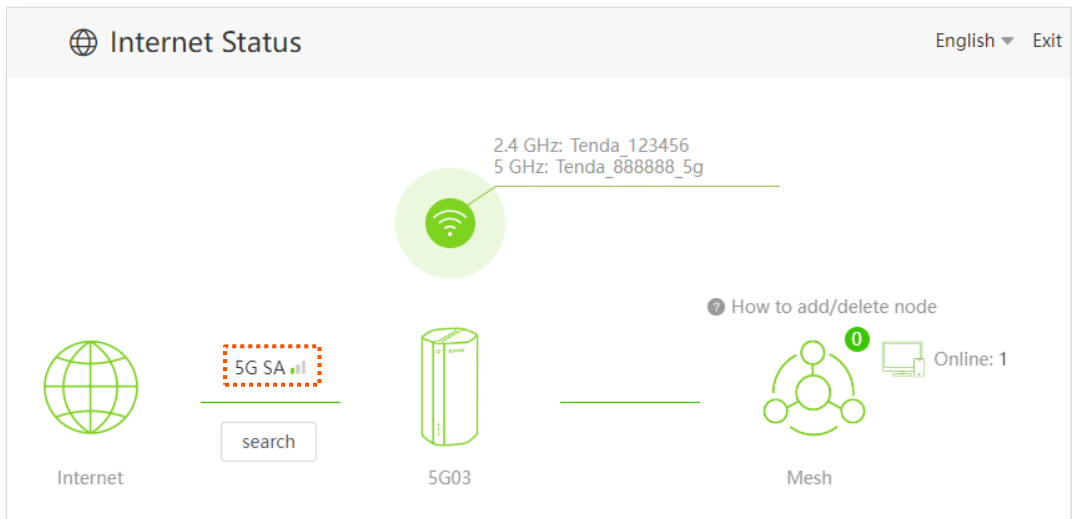 Internet Status
English
Exit
2.4 GHz: Tenda_123456
5 GHz: Tenda_888888_5g
? How to add/delete node
0
5G SA
Online: 1
search
Internet
5G03
Mesh